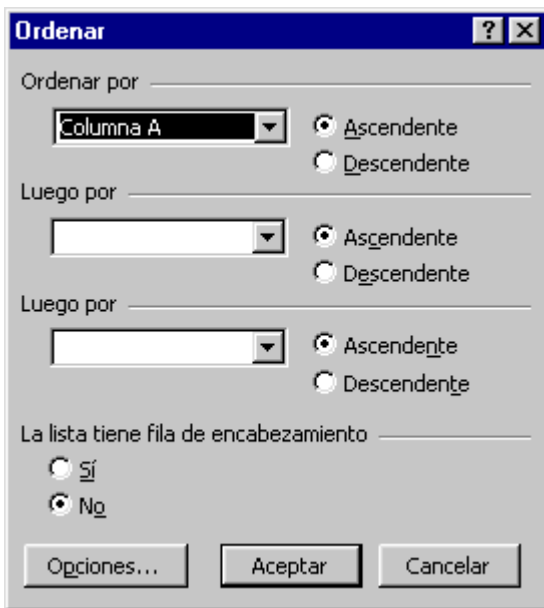 Ordenar
Ordenar por
Columna A
Ascendente
Descendente
Luego por
Ascendente
Descendente
Luego por
Ascendente
Descendente
La lista tiene fila de encabezamiento
Sí
No
Opciones... Aceptar Cancelar